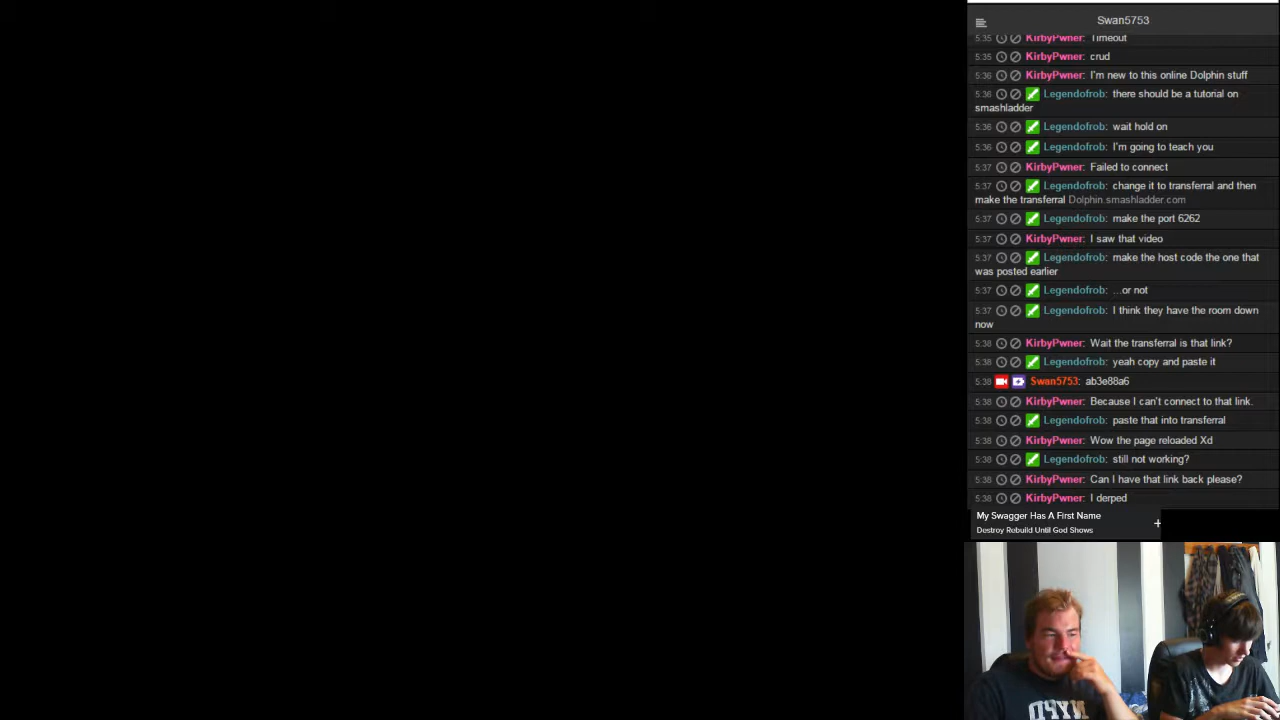 Swan5753
5:35 KirbyPwner: Timeout
5:35 KirbyPwner: crud
5:36 KirbyPwner: I'm new to this online Dolphin stuff
5:36 Legendofrob: there should be a tutorial on
smashladder
5:36 Legendofrob: wait hold on
5:36 Legendofrob: I'm going to teach you
5:37 KirbyPwner: Failed to connect
5:37 Legendofrob: change it to transferral and then
make the transferral Dolphin.smashladder.com
5:37 Legendofrob: make the port 6262
5:37 KirbyPwner: I saw that video
5:37 Legendofrob: make the host code the one that
was posted earlier
5:37 Legendofrob: ...or not
5:37 Legendofrob: I think they have the room down
now
5:38 KirbyPwner: Wait the transferral is that link?
5:38 Legendofrob: yeah copy and paste it
5:38 Swan5753: ab3e88a6
5:38 KirbyPwner: Because I can't connect to that link.
5:38 Legendofrob: paste that into transferral
5:38 KirbyPwner: Wow the page reloaded Xd
5:38 Legendofrob: still not working?
5:38 KirbyPwner: Can I have that link back please?
5:38 KirbyPwner: I derped
My Swagger Has A First Name
Destroy Rebuild Until God Shows
NYPD